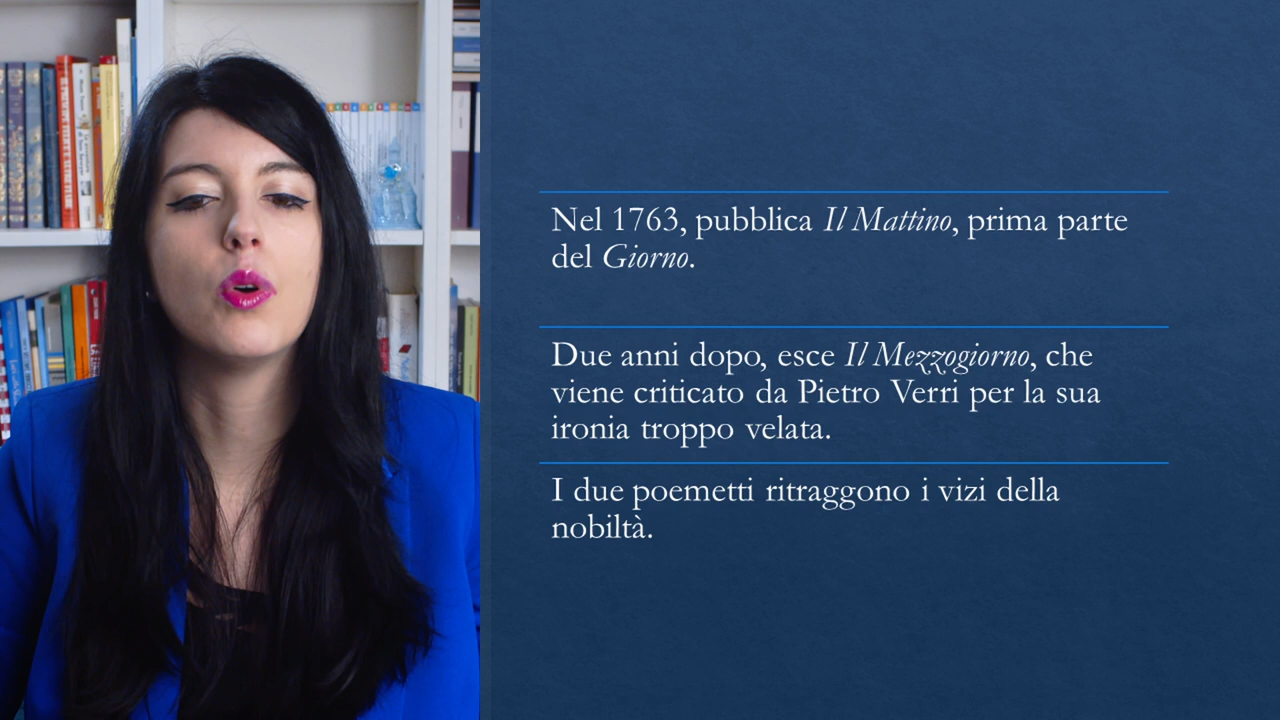 Nel 1763, pubblica Il Mattino, prima parte
del Giorno.
Due anni dopo, esce Il Mezzogiorno, che
viene criticato da Pietro Verri per la sua
ironia troppo velata.
I due poemetti ritraggono i vizi della
nobiltà.